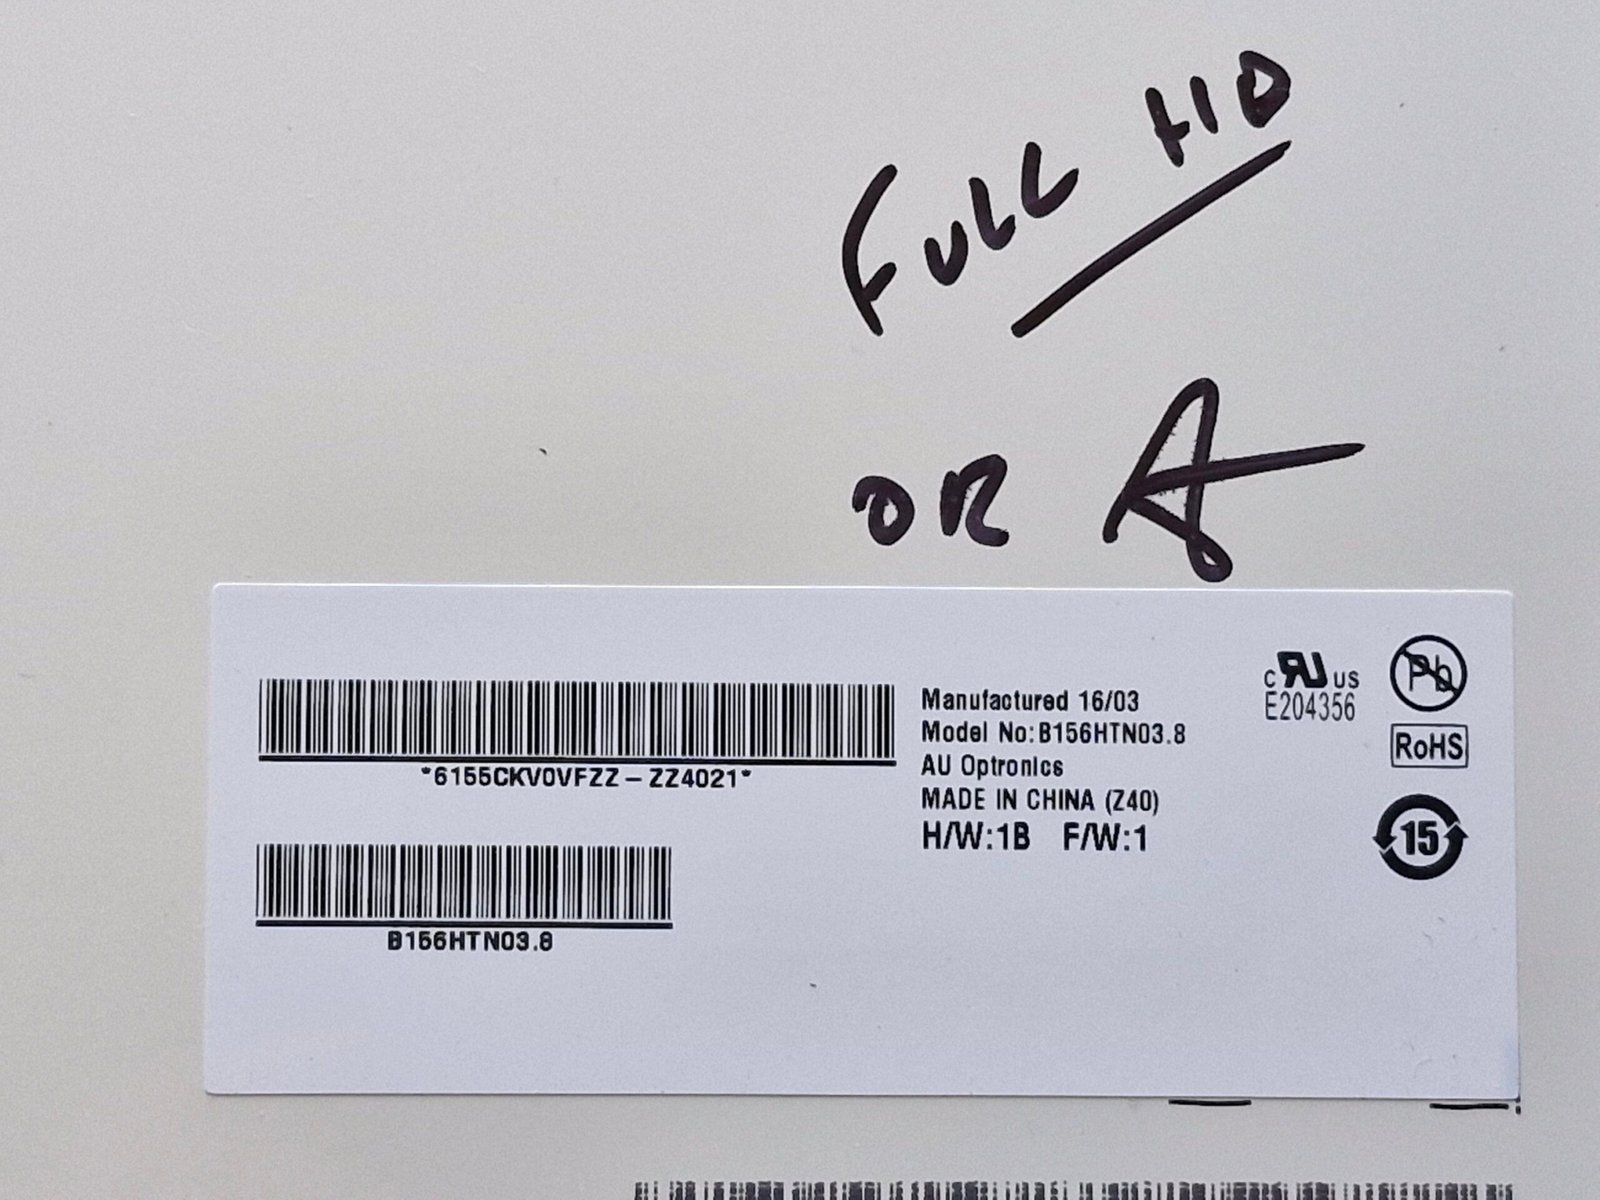 FULL HD
OR A
*6155CKV0VFZZ-ZZ4021*
B156HTN03.8
Manufactured 16/03
Model No:B156HTN03.8
AU Optronics
MADE IN CHINA (Z40)
H/W:1B F/W:1
c RU US
E204356
Pb
RoHS
15